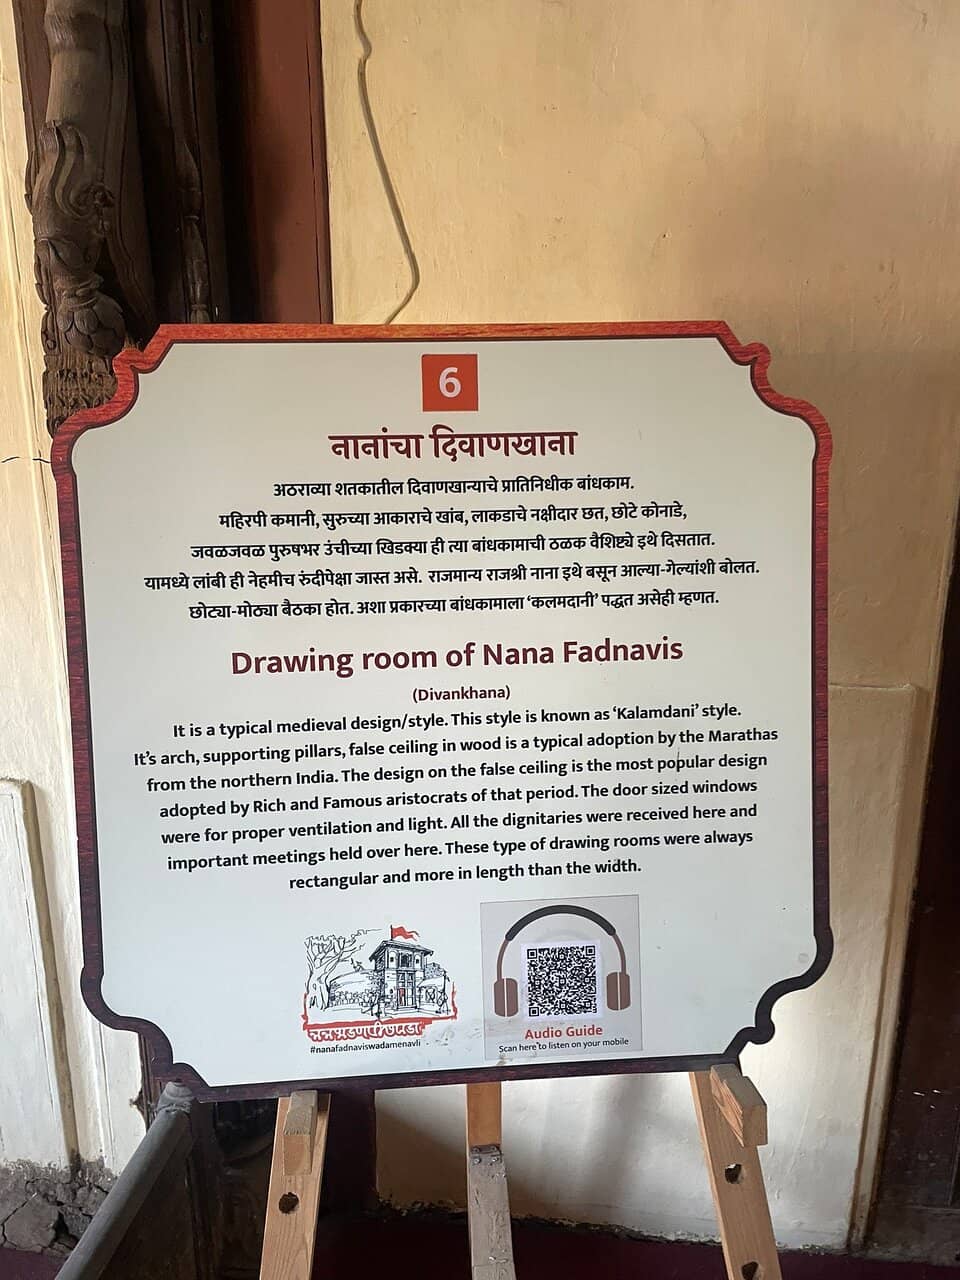 6
नानांचा दिवाणखाना
अठराव्या शतकातील दिवाणखान्याचे प्रातिनिधीक बांधकाम.
महिरपी कमानी, सुरुच्या आकाराचे खांब, लाकडाचे नक्षीदार छत, छोटे कोनाडे,
जवळजवळ पुरुषभर उंचीच्या खिडक्या ही त्या बांधकामाची ठळक वैशिष्ट्ये इथे दिसतात.
यामध्ये लांबी ही नेहमीच रुंदीपेक्षा जास्त असे. राजमान्य राजश्री नाना इथे बसून आल्या-गेल्यांशी बोलत.
छोट्या-मोठ्या बैठका होत. अशा प्रकारच्या बांधकामाला 'कलमदानी' पद्धत असेही म्हणत.
Drawing room of Nana Fadnavis
(Divankhana)
It is a typical medieval design/style. This style is known as 'Kalamdani' style.
It's arch, supporting pillars, false ceiling in wood is a typical adoption by the Marathas
from the northern India. The design on the false ceiling is the most popular design
adopted by Rich and Famous aristocrats of that period. The door sized windows
were for proper ventilation and light. All the dignitaries were received here and
important meetings held over here. These type of drawing rooms were always
rectangular and more in length than the width.
#nanafadnaviswadamenavli
Audio Guide
Scan here to listen on your mobile